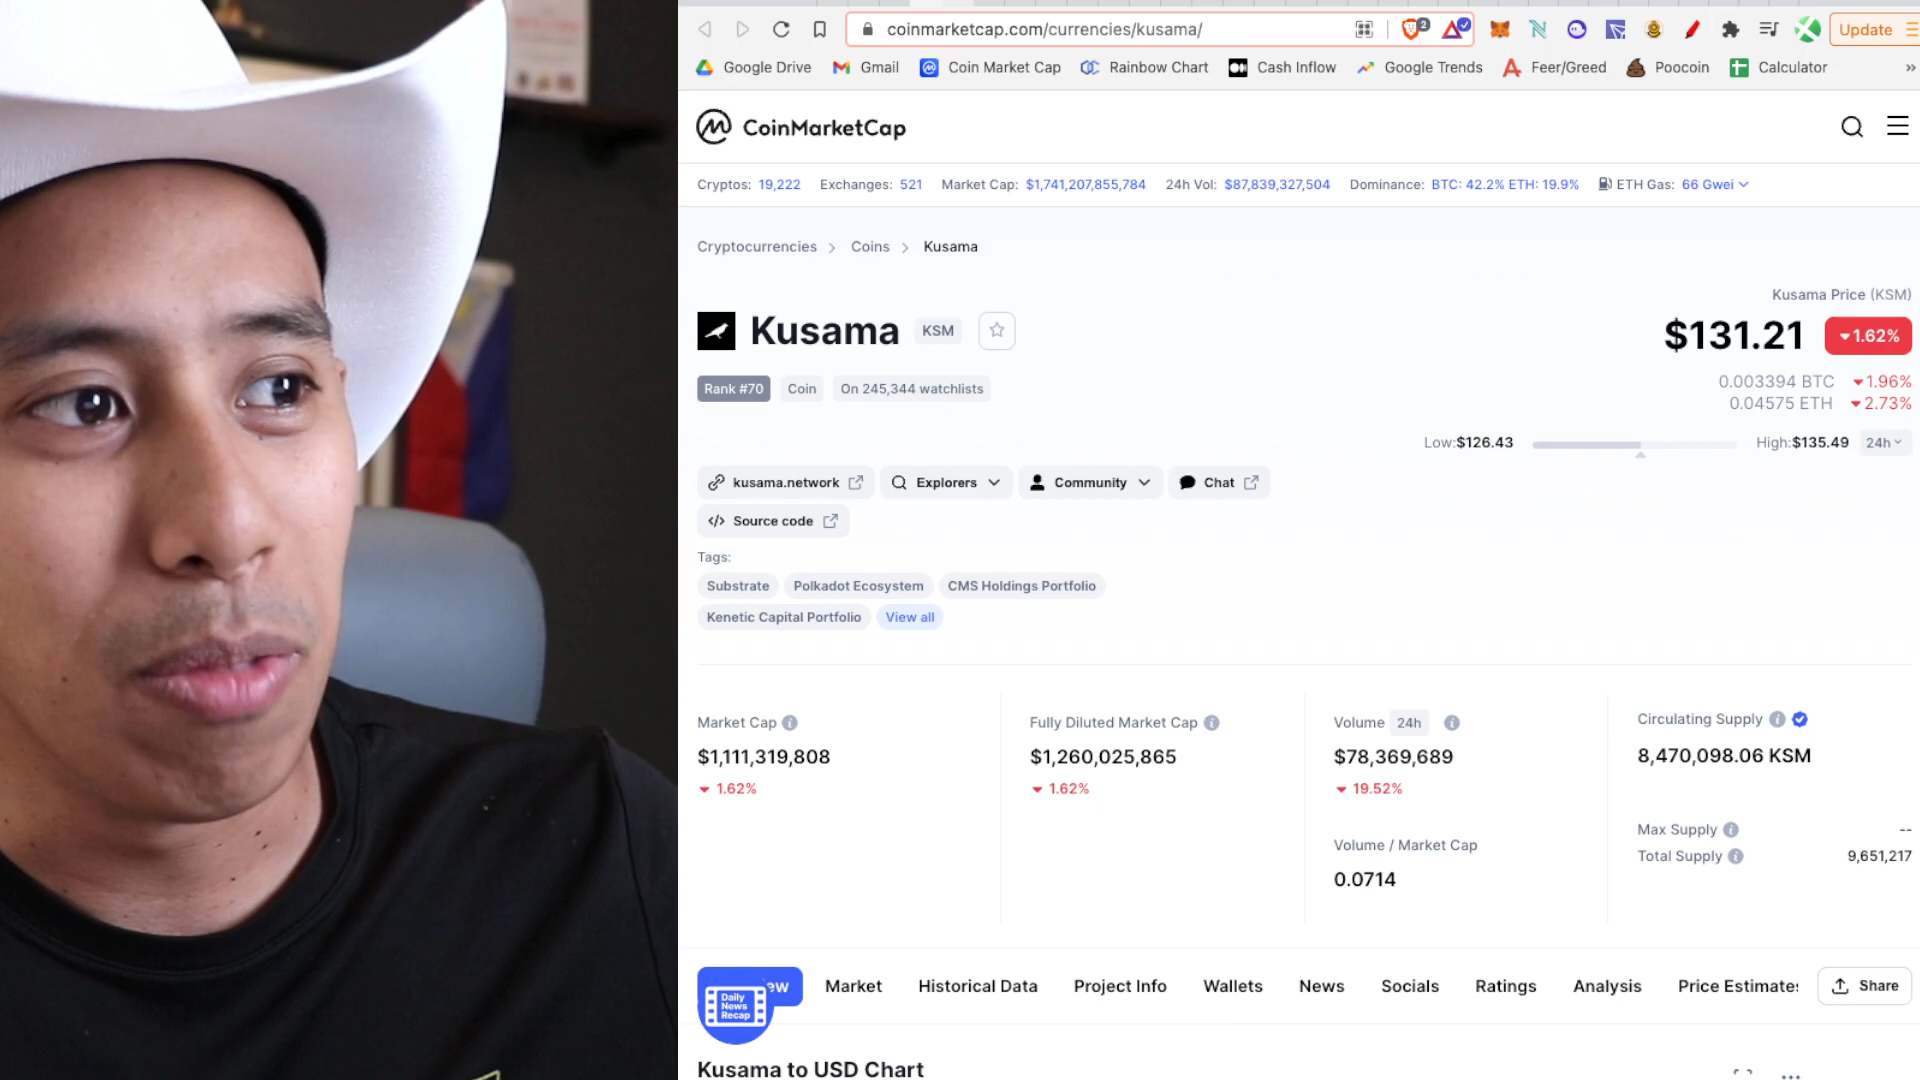 coinmarketcap.com/currencies/kusama/
2
Update
Google Drive Gmail Coin Market Cap Rainbow Chart Cash Inflow Google Trends Feer/Greed Poocoin Calculator »
CoinMarketCap
Cryptos: 19,222 Exchanges: 521 Market Cap: $1,741,207,855,784 24h Vol: $87,839,327,504 Dominance: BTC: 42.2% ETH: 19.9% ETH Gas: 66 Gwei
Cryptocurrencies Coins Kusama
Kusama Price (KSM)
Kusama KSM
$131.21 1.62%
Rank #70 Coin On 245,344 watchlists
0.003394 BTC 1.96%
0.04575 ETH 2.73%
Low:$126.43 High:$135.49 24h
kusama.network Explorers Community Chat
</> Source code
Tags:
Substrate Polkadot Ecosystem CMS Holdings Portfolio
Kenetic Capital Portfolio View all
Market Cap Fully Diluted Market Cap Volume 24h Circulating Supply
$1,111,319,808 $1,260,025,865 $78,369,689 8,470,098.06 KSM
1.62% 1.62% 19.52%
Max Supply --
Volume / Market Cap
Total Supply 9,651,217
0.0714
ew Market Historical Data Project Info Wallets News Socials Ratings Analysis Price Estimates Share
Daily
News
Recap
Kusama to USD Chart